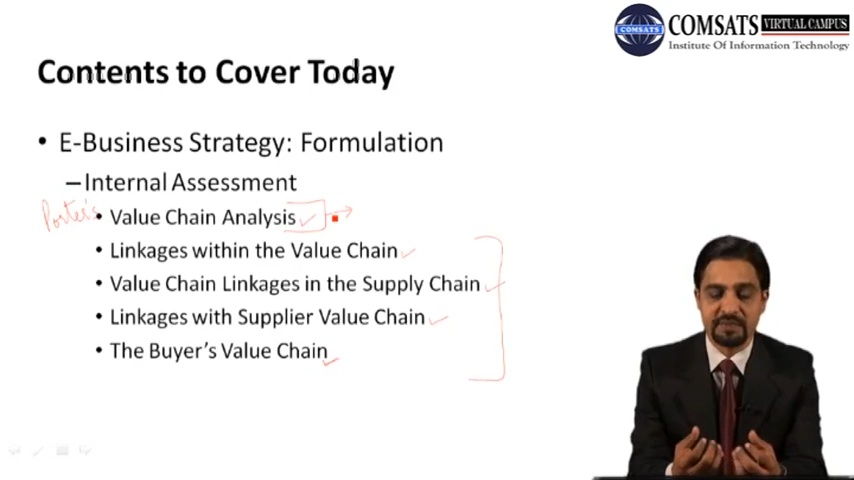 COMSATS VIRTUAL CAMPUS
COMSATS
Institute Of Information Technology
Contents to Cover Today
• E-Business Strategy: Formulation
–Internal Assessment
Porter's • Value Chain Analysis
• Linkages within the Value Chain
• Value Chain Linkages in the Supply Chain
• Linkages with Supplier Value Chain
• The Buyer's Value Chain